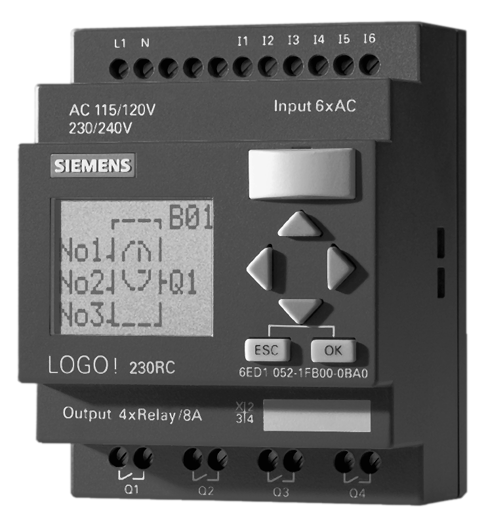 L1 N I1 I2 I3 I4 I5 I6
AC 115/120V Input 6xAC
230/240V
SIEMENS
B01
No1
No2 Q1
No3
LOGO! 230RC
ESC OK
6ED1 052-1FB00-0BA0
Output 4xRelay/8A
X 2
3 4
Q1 Q2 Q3 Q4